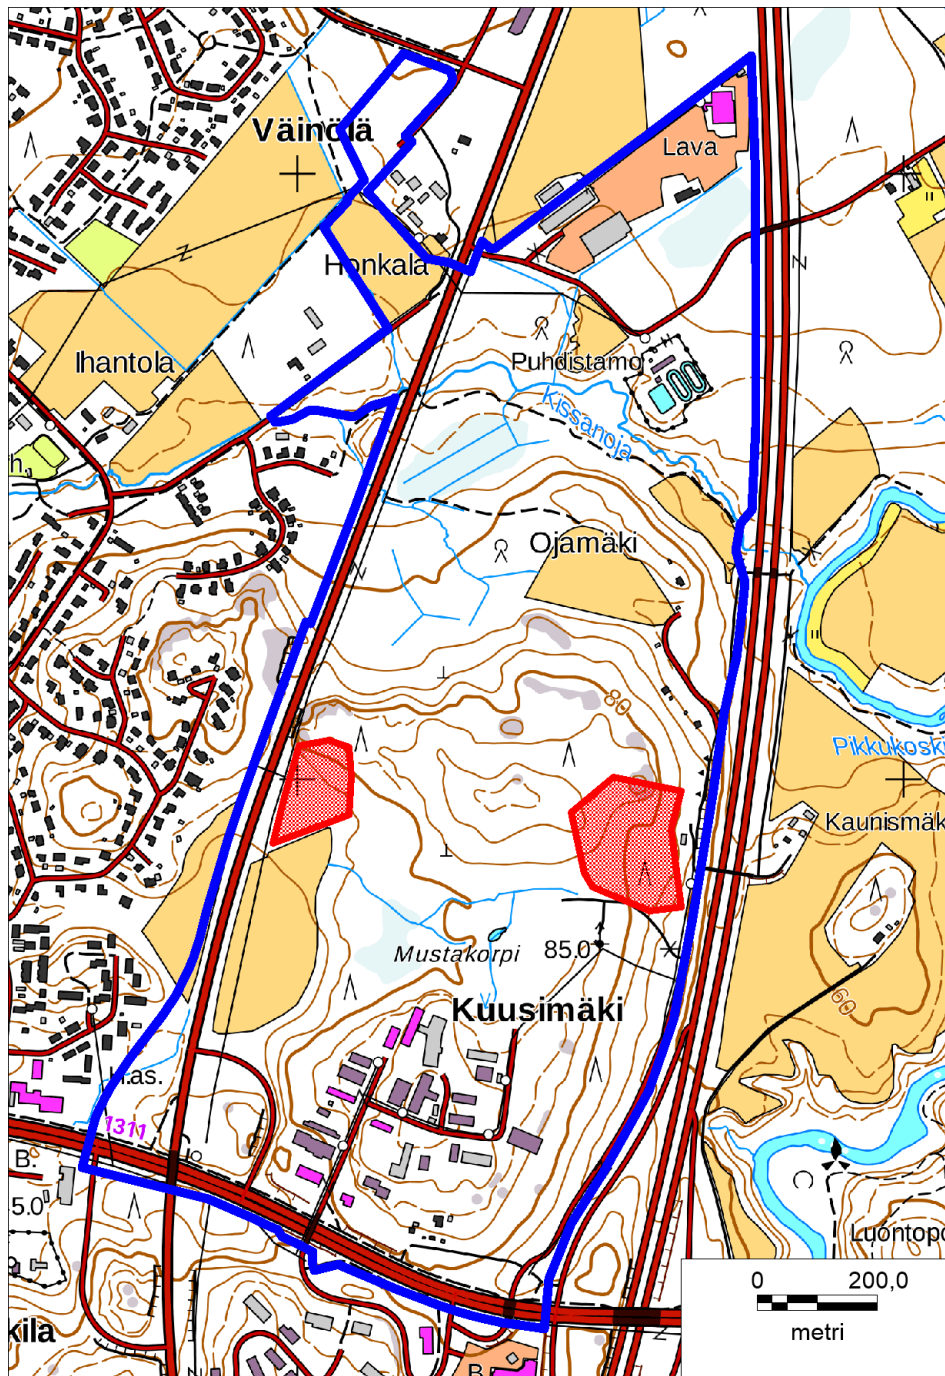 Väinölä
Lava
Honkala
Ihantola
Puhdistamo
Kissanoja
h.
Ojamäki
80
Pikkukoski
Kaunismäk
Mustakorpi
85.0
Kuusimäki
60
h.as.
1311
B.
5.0
Luontopo
0 200,0
metri
kila
B